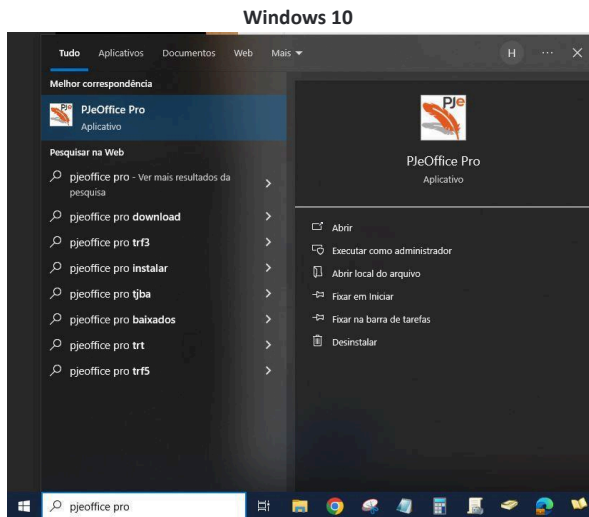 Windows 10
Tudo Aplicativos Documentos Web Mais
H ...
Melhor correspondência
PJe
PJeOffice Pro
Aplicativo
Pesquisar na Web
pjeoffice pro - Ver mais resultados da
pesquisa
pjeoffice pro download
pjeoffice pro trf3
pjeoffice pro instalar
pjeoffice pro tjba
pjeoffice pro baixados
pjeoffice pro trt
pjeoffice pro trf5
PJe
PJeOffice Pro
Aplicativo
Abrir
Executar como administrador
Abrir local do arquivo
Fixar em Iniciar
Fixar na barra de tarefas
Desinstalar
pjeoffice pro